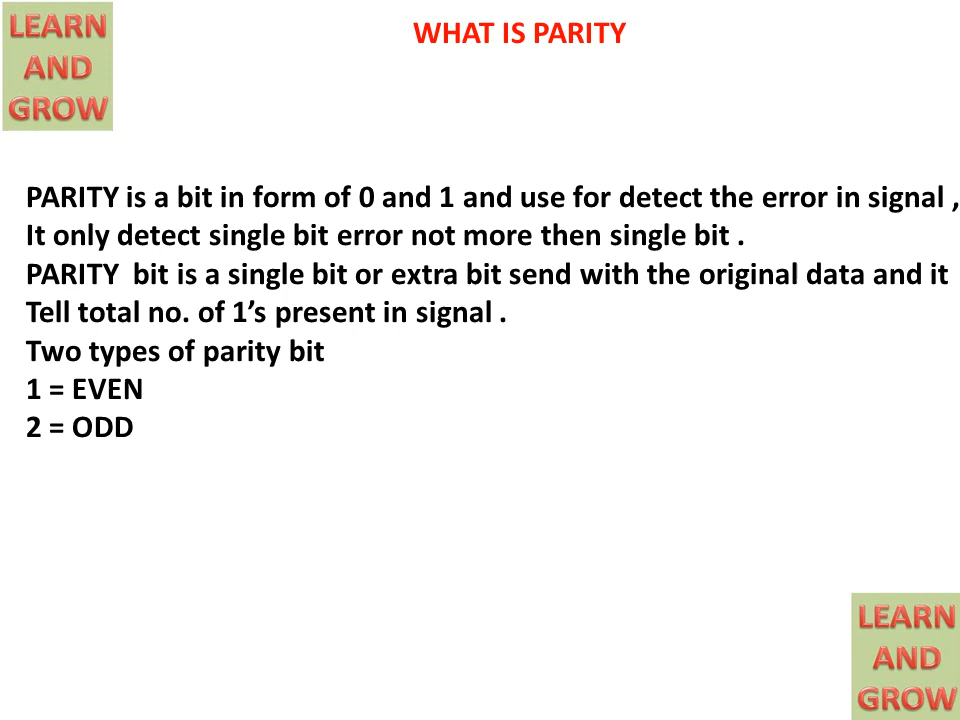 LEARN
AND
GROW
WHAT IS PARITY
PARITY is a bit in form of 0 and 1 and use for detect the error in signal ,
It only detect single bit error not more then single bit .
PARITY  bit is a single bit or extra bit send with the original data and it
Tell total no. of 1’s present in signal .
Two types of parity bit
1 = EVEN
2 = ODD
LEARN
AND
GROW